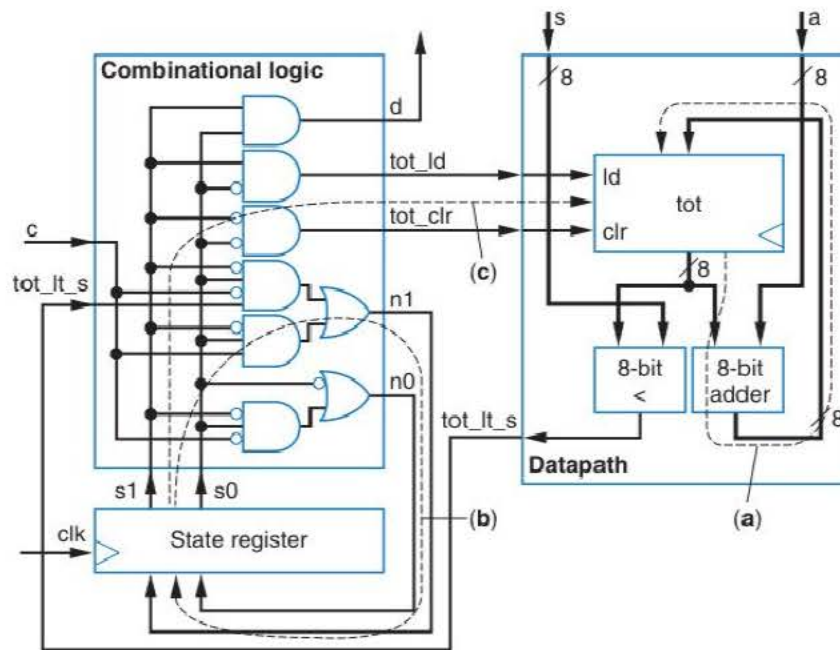 s
a
Combinational logic
8
8
d
tot_ld
ld
tot
tot_clr
clr
c
(c)
tot_lt_s
8
n1
8-bit
<
8-bit
adder
n0
tot_lt_s
8
Datapath
s1
s0
(b)
(a)
clk
State register